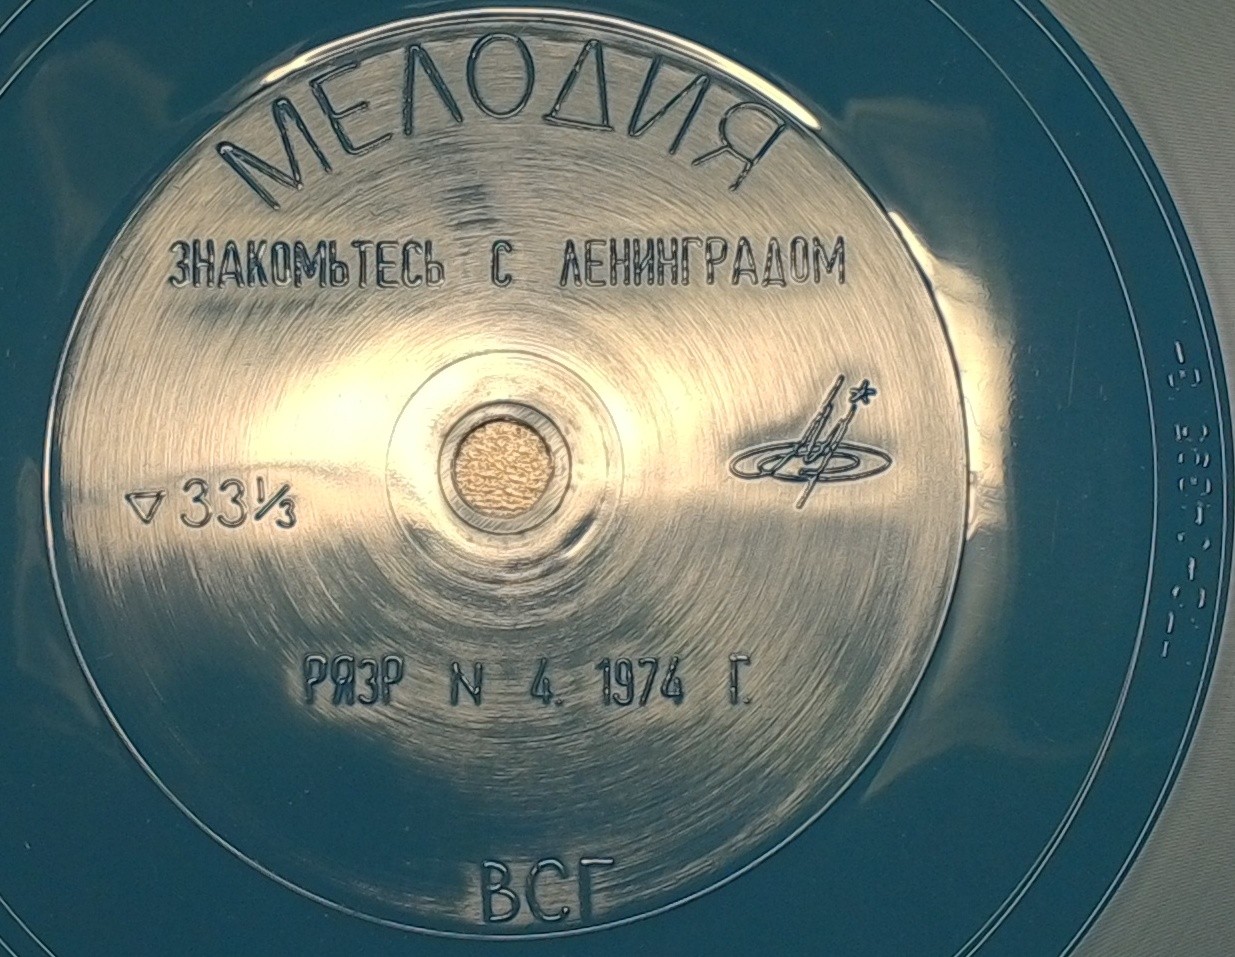 МЕЛОДИЯ
ЗНАКОМЬТЕСЬ С ЛЕНИНГРАДОМ
▽ 33⅓
РЯЗР N 4. 1974 Г.
ВСГ